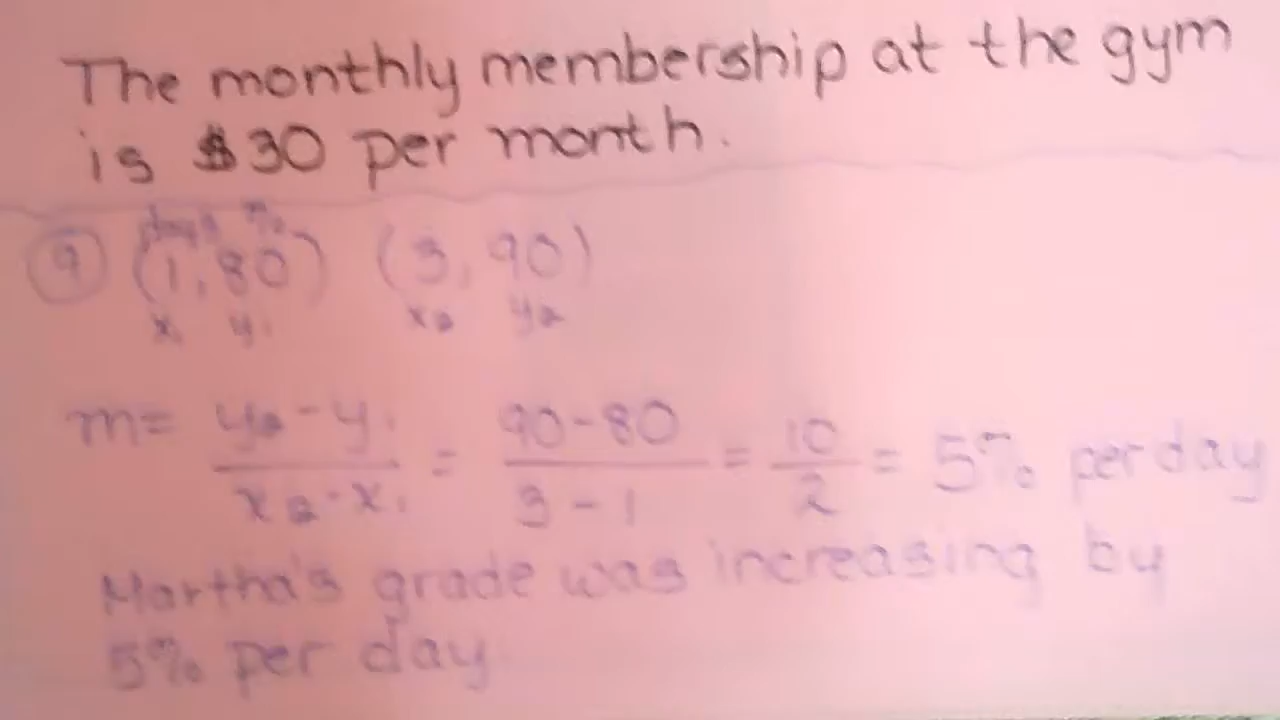 The monthly membership at the gym
is $30 per month.
days %
9 (1, 80) (3, 90)
x₁ y₁ x₂ y₂
m = y₂ - y₁ / x₂ - x₁ = 90 - 80 / 3 - 1 = 10 / 2 = 5% per day
Martha's grade was increasing by
5% per day